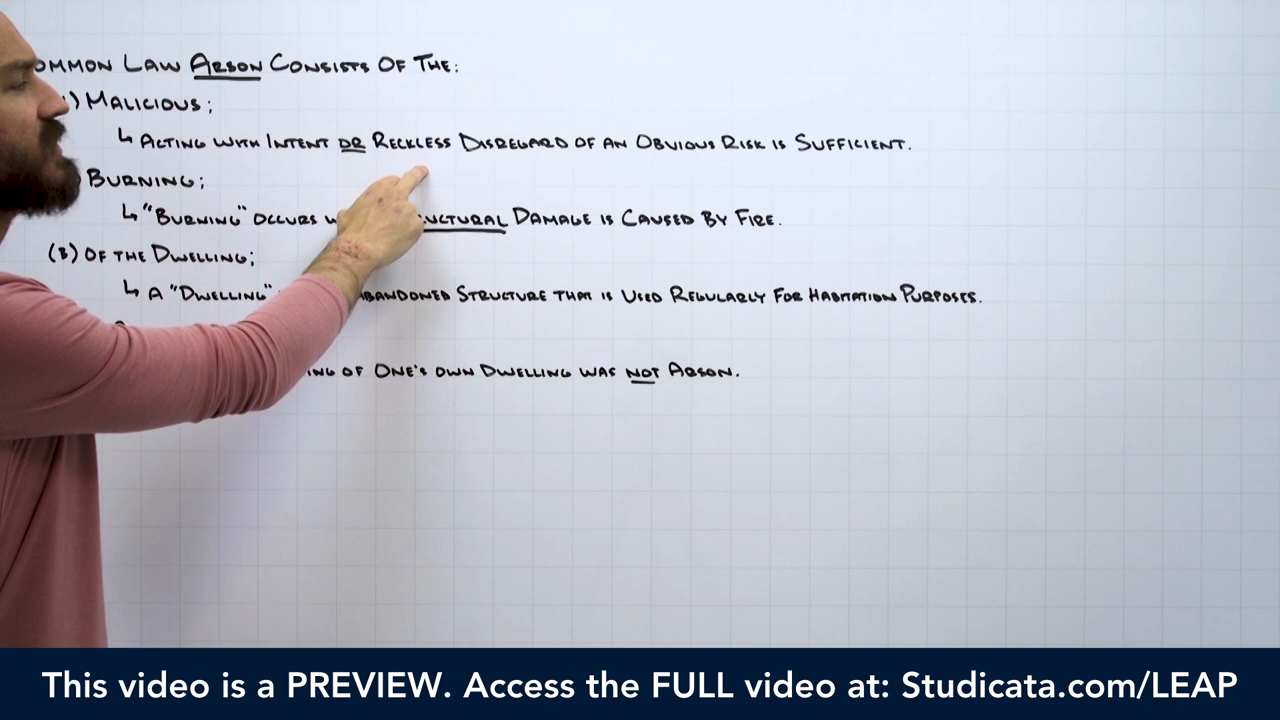 OMMON LAW ARSON CONSISTS OF THE:
) MALICIOUS;
↳ ACTING WITH INTENT OR RECKLESS DISREGARD OF AN OBVIOUS RISK IS SUFFICIENT.
BURNING;
↳ "BURNING" OCCURS UCTURAL DAMAGE IS CAUSED BY FIRE.
(3) OF THE DWELLING;
↳ A "DWELLING" BANDONED STRUCTURE THAT IS USED REGULARLY FOR HABITATION PURPOSES.
ING OF ONE'S OWN DWELLING WAS NOT ARSON.
This video is a PREVIEW. Access the FULL video at: Studicata.com/LEAP